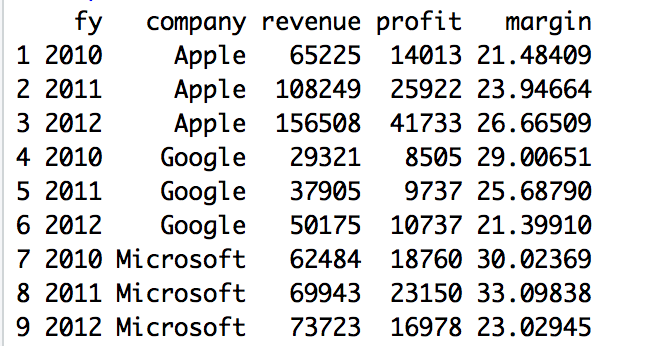 fy company revenue profit margin
1 2010 Apple 65225 14013 21.48409
2 2011 Apple 108249 25922 23.94664
3 2012 Apple 156508 41733 26.66509
4 2010 Google 29321 8505 29.00651
5 2011 Google 37905 9737 25.68790
6 2012 Google 50175 10737 21.39910
7 2010 Microsoft 62484 18760 30.02369
8 2011 Microsoft 69943 23150 33.09838
9 2012 Microsoft 73723 16978 23.02945